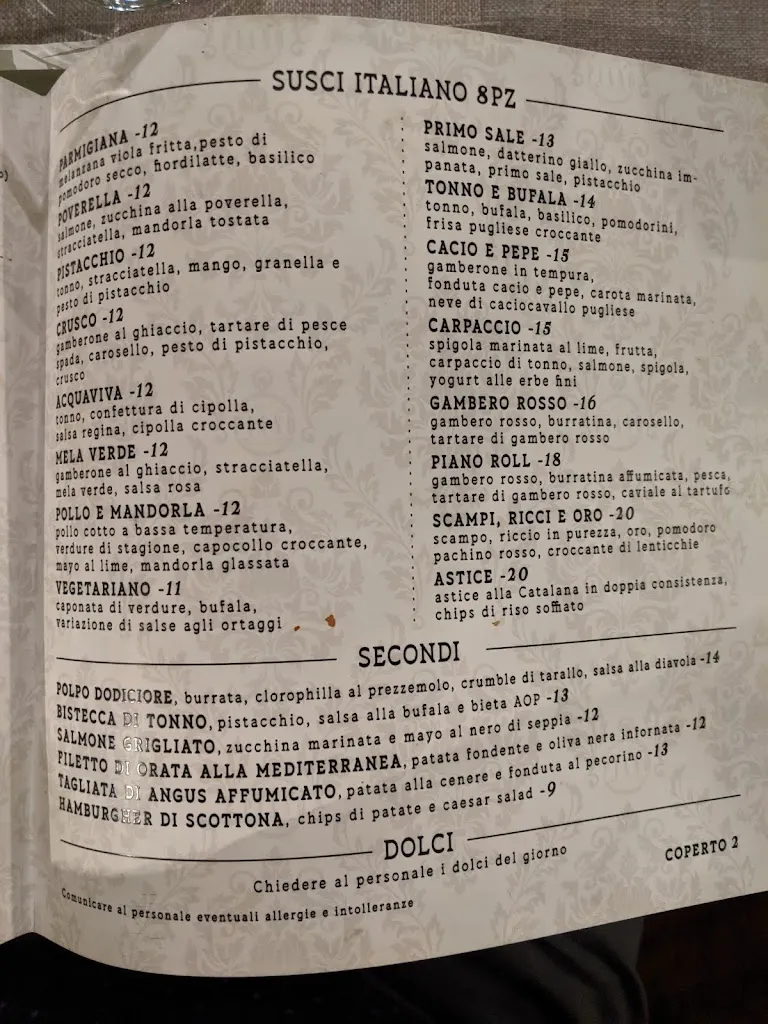 SUSCI ITALIANO 8PZ
PARMIGIANA -12
melanzana viola fritta,pesto di
pomodoro secco, fiordilatte, basilico
POVERELLA -12
salmone, zucchina alla poverella,
stracciatella, mandorla tostata
PISTACCHIO -12
tonno, stracciatella, mango, granella e
pesto di pistacchio
CRUSCO -12
gamberone al ghiaccio, tartare di pesce
spada, carosello, pesto di pistacchio,
crusco
ACQUAVIVA -12
tonno, confettura di cipolla,
salsa regina, cipolla croccante
MELA VERDE -12
gamberone al ghiaccio, stracciatella,
mela verde, salsa rosa
POLLO E MANDORLA -12
pollo cotto a bassa temperatura,
verdure di stagione, capocollo croccante,
mayo al lime, mandorla glassata
VEGETARIANO -11
caponata di verdure, bufala,
variazione di salse agli ortaggi
PRIMO SALE -13
salmone, datterino giallo, zucchina im-
panata, primo sale, pistacchio
TONNO E BUFALA -14
tonno, bufala, basilico, pomodorini,
frisa pugliese croccante
CACIO E PEPE -15
gamberone in tempura,
fonduta cacio e pepe, carota marinata,
neve di caciocavallo pugliese
CARPACCIO -15
spigola marinata al lime, frutta,
carpaccio di tonno, salmone, spigola,
yogurt alle erbe fini
GAMBERO ROSSO -16
gambero rosso, burratina, carosello,
tartare di gambero rosso
PIANO ROLL -18
gambero rosso, burratina affumicata, pesca,
tartare di gambero rosso, caviale al tartufo
SCAMPI, RICCI E ORO -20
scampo, riccio in purezza, oro, pomodoro
pachino rosso, croccante di lenticchie
ASTICE -20
astice alla Catalana in doppia consistenza,
chips di riso soffiato
SECONDI
POLPO DODICIORE, burrata, clorophilla al prezzemolo, crumble di tarallo, salsa alla diavola -14
BISTECCA DI TONNO, pistacchio, salsa alla bufala e bieta AOP -13
SALMONE GRIGLIATO, zucchina marinata e mayo al nero di seppia -12
FILETTO DI ORATA ALLA MEDITERRANEA, patata fondente e oliva nera infornata -12
TAGLIATA DI ANGUS AFFUMICATO, patata alla cenere e fonduta al pecorino -13
HAMBURGHER DI SCOTTONA, chips di patate e caesar salad -9
DOLCI
Chiedere al personale i dolci del giorno
COPERTO 2
Comunicare al personale eventuali allergie e intolleranze